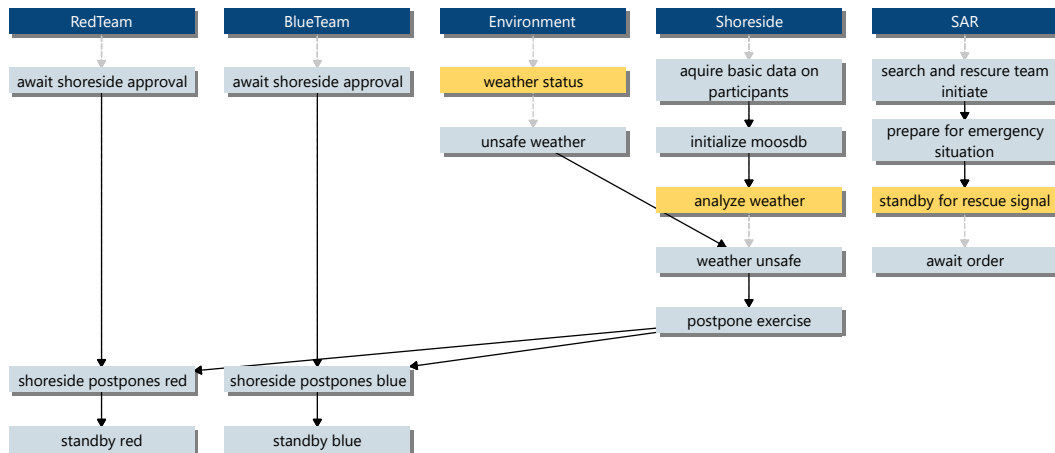 RedTeam
BlueTeam
Environment
Shoreside
SAR
await shoreside approval
await shoreside approval
weather status
aquire basic data on
participants
search and rescure team
initiate
unsafe weather
initialize moosdb
prepare for emergency
situation
analyze weather
standby for rescue signal
weather unsafe
await order
postpone exercise
shoreside postpones red
shoreside postpones blue
standby red
standby blue